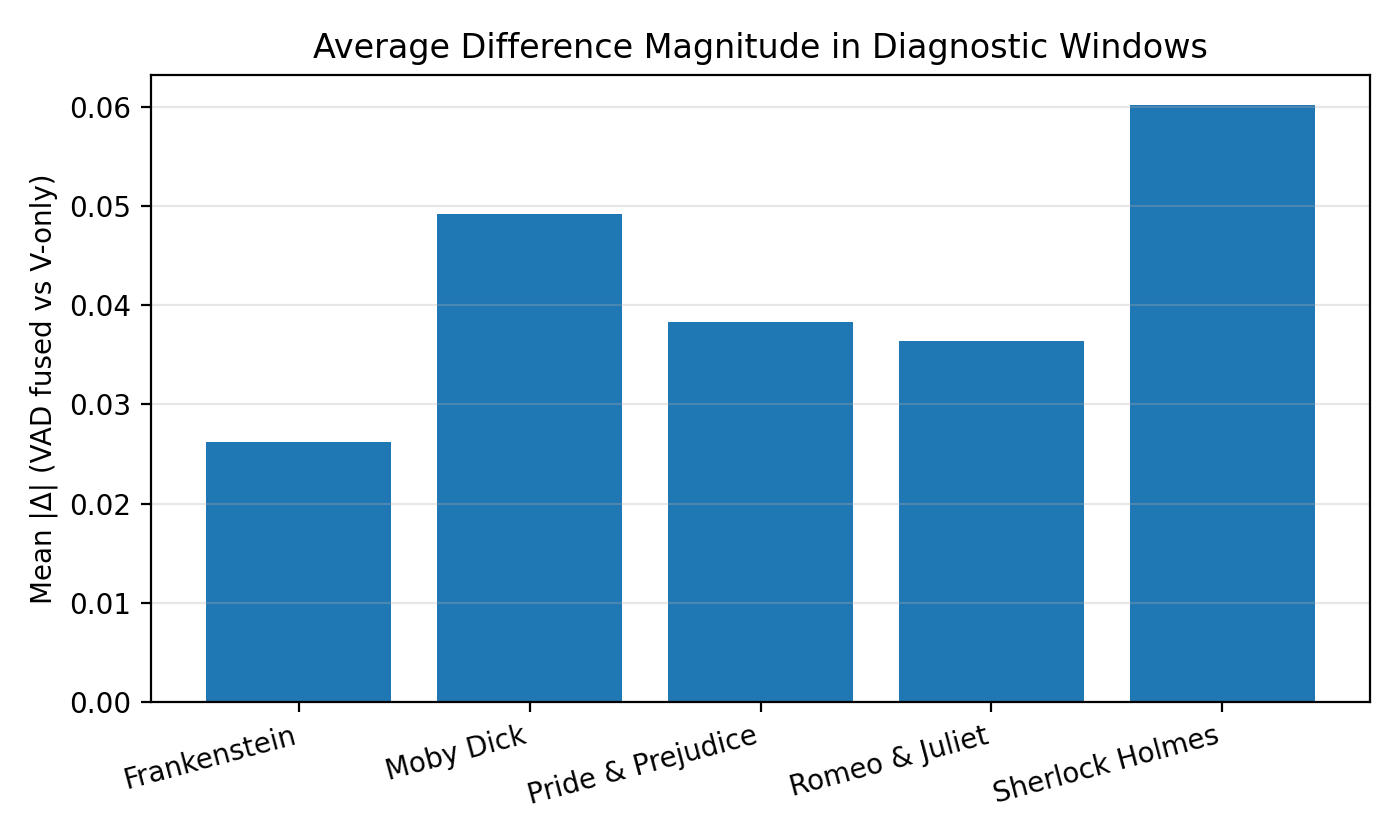 Average Difference Magnitude in Diagnostic Windows
Mean |Δ| (VAD fused vs V-only)
0.06
0.05
0.04
0.03
0.02
0.01
0.00
Frankenstein
Moby Dick
Pride & Prejudice
Romeo & Juliet
Sherlock Holmes